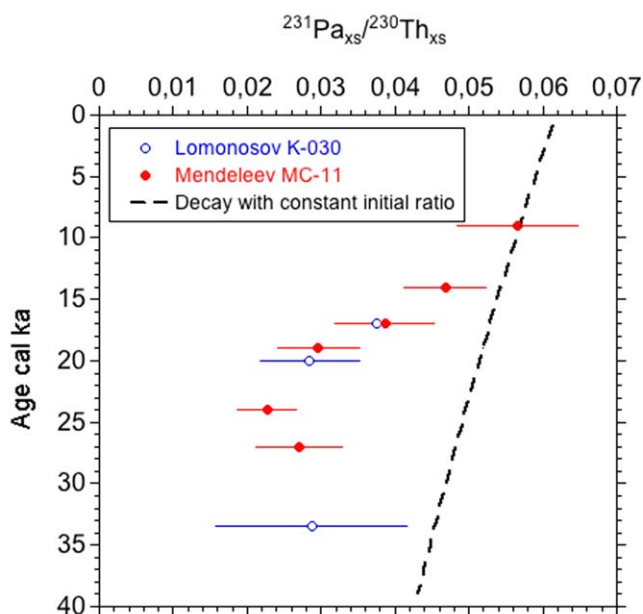 ²³¹Paₓₛ/²³⁰Thₓₛ
0 0,01 0,02 0,03 0,04 0,05 0,06 0,07
0
5
10
15
20
25
30
35
40
Age cal ka
Lomonosov K-030
Mendeleev MC-11
Decay with constant initial ratio